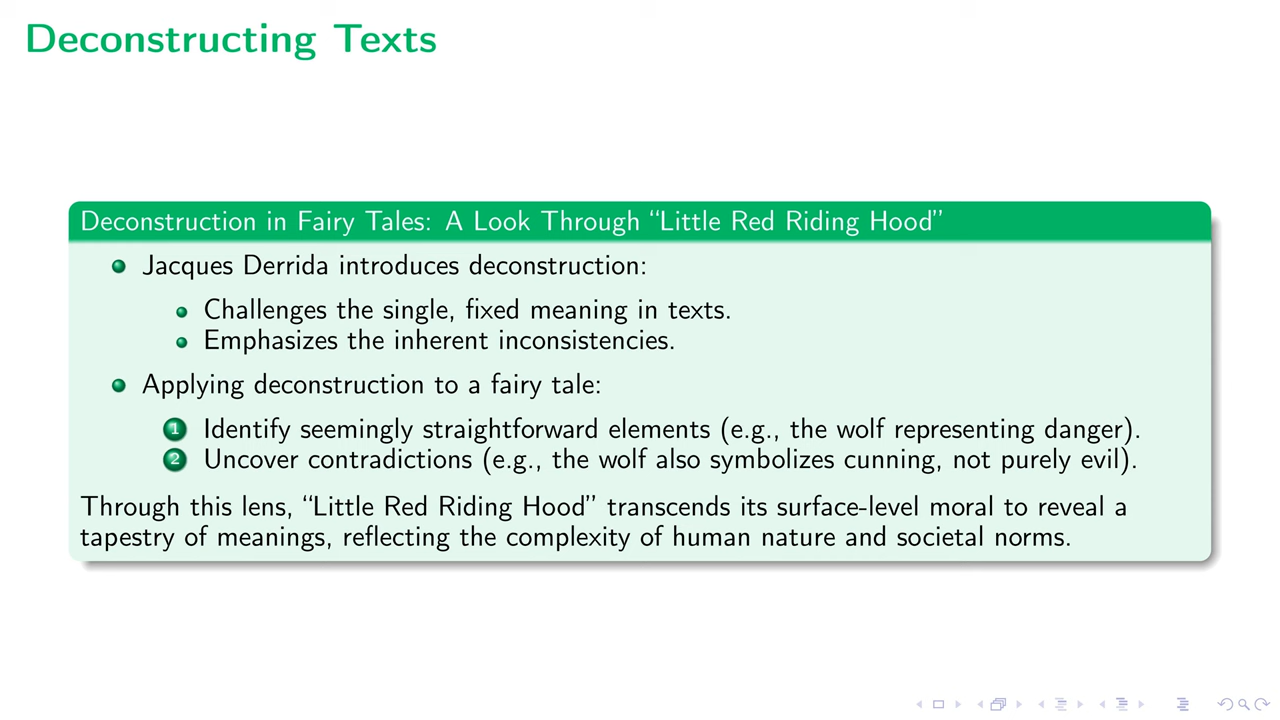 Deconstructing Texts
Deconstruction in Fairy Tales: A Look Through “Little Red Riding Hood”
Jacques Derrida introduces deconstruction:
Challenges the single, fixed meaning in texts.
Emphasizes the inherent inconsistencies.
Applying deconstruction to a fairy tale:
1 Identify seemingly straightforward elements (e.g., the wolf representing danger).
2 Uncover contradictions (e.g., the wolf also symbolizes cunning, not purely evil).
Through this lens, “Little Red Riding Hood” transcends its surface-level moral to reveal a
tapestry of meanings, reflecting the complexity of human nature and societal norms.